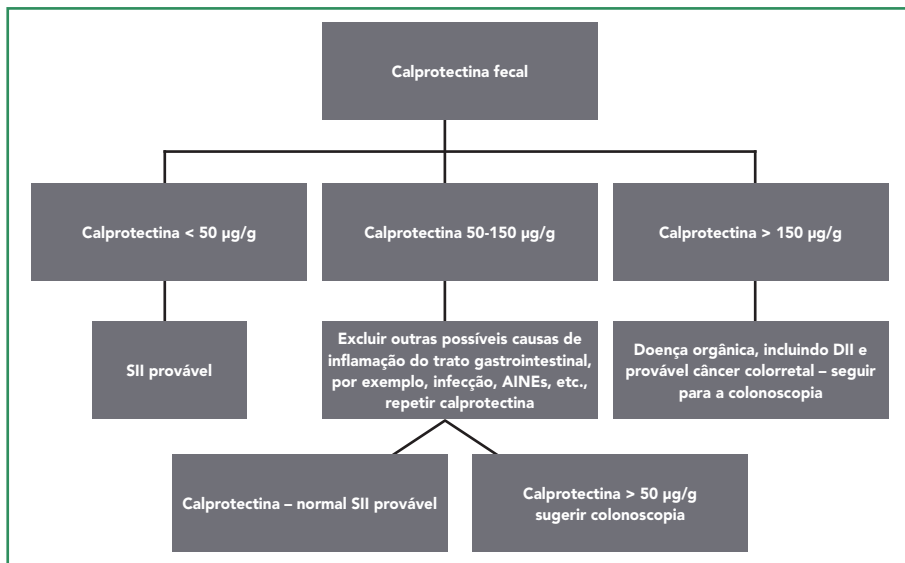 Calprotectina fecal
Calprotectina < 50 µg/g
Calprotectina 50-150 µg/g
Calprotectina > 150 µg/g
SII provável
Excluir outras possíveis causas de
inflamação do trato gastrointestinal,
por exemplo, infecção, AINEs, etc.,
repetir calprotectina
Doença orgânica, incluindo DII e
provável câncer colorretal – seguir
para a colonoscopia
Calprotectina – normal SII provável
Calprotectina > 50 µg/g
sugerir colonoscopia